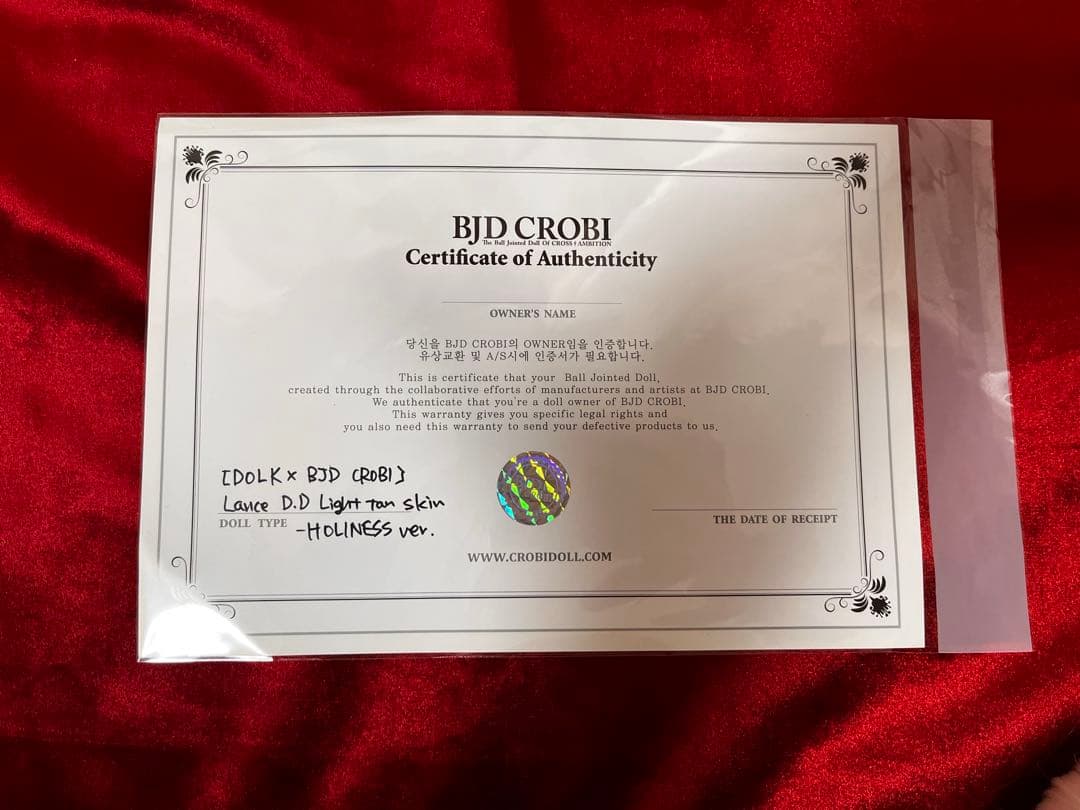 BJD CROBI
The Ball Jointed Doll Of CROSS † AMBITION
Certificate of Authenticity
OWNER'S NAME
당신을 BJD CROBI의 OWNER임을 인증합니다.
유상교환 및 A/S시에 인증서가 필요합니다.
This is certificate that your Ball Jointed Doll,
created through the collaborative efforts of manufacturers and artists at BJD CROBI.
We authenticate that you're a doll owner of BJD CROBI.
This warranty gives you specific legal rights and
you also need this warranty to send your defective products to us.
[DOLK x BJD CROBI]
Lance D.D Light Tan Skin
-HOLINESS ver.
DOLL TYPE
THE DATE OF RECEIPT
WWW.CROBIDOLL.COM